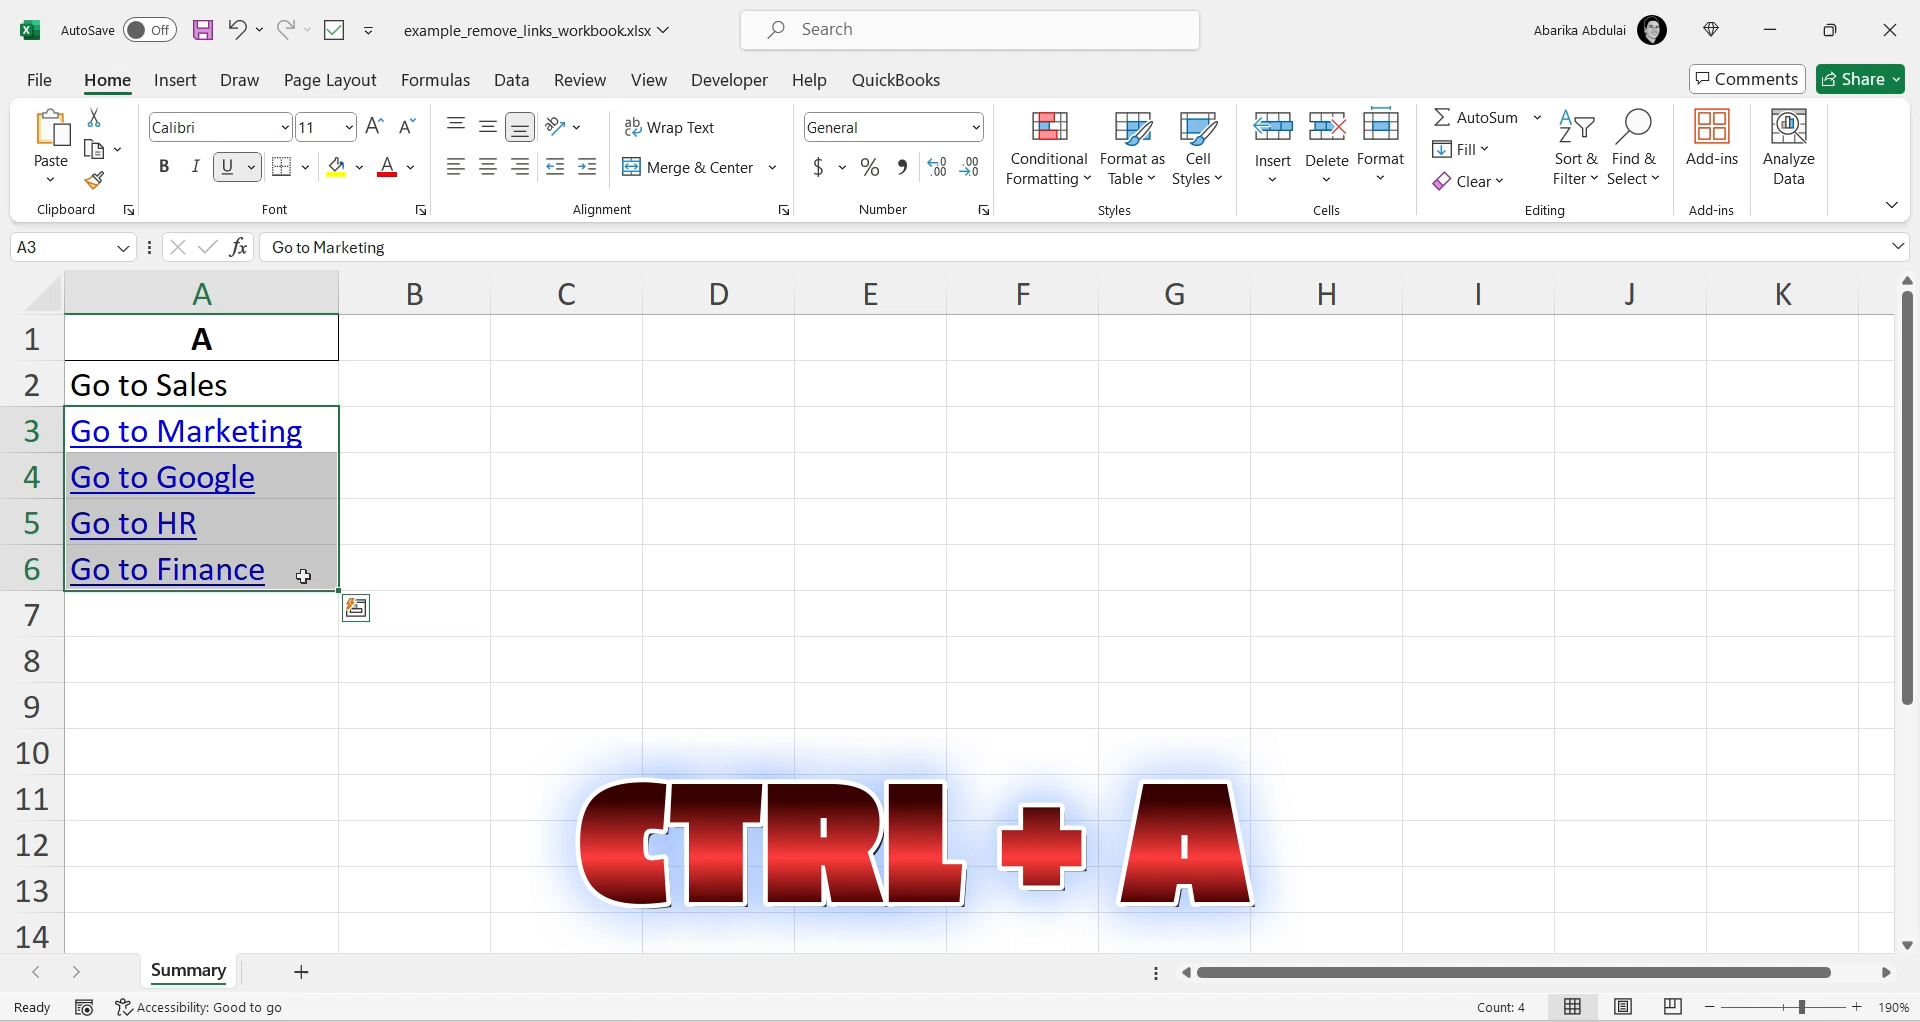 AutoSave Off example_remove_links_workbook.xlsx Search Abarika Abdulai
File Home Insert Draw Page Layout Formulas Data Review View Developer Help QuickBooks Comments Share
Paste
Clipboard
Calibri 11
B I U A
Font
Wrap Text
Merge & Center
Alignment
General
$ % , .00
Number
Conditional
Formatting
Format as
Table
Cell
Styles
Styles
Insert Delete Format
Cells
AutoSum
Fill
Clear
Sort &
Filter
Find &
Select
Editing
Add-ins
Add-ins
Analyze
Data
A3 fx Go to Marketing
A B C D E F G H I J K
1 A
2 Go to Sales
3 Go to Marketing
4 Go to Google
5 Go to HR
6 Go to Finance
7
8
9
10
11
12
13
14
CTRL + A
Summary
Ready Accessibility: Good to go Count: 4 190%